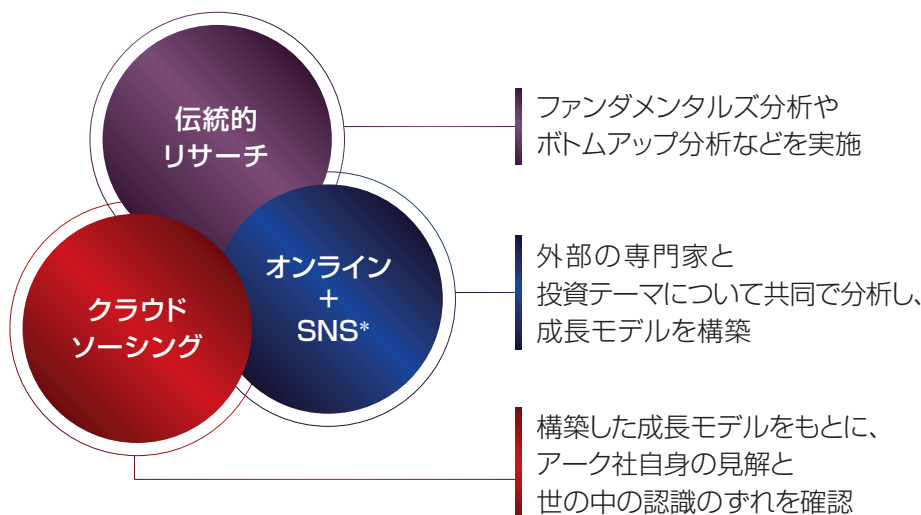 伝統的
リサーチ
ファンダメンタルズ分析や
ボトムアップ分析などを実施
オンライン
+
SNS*
外部の専門家と
投資テーマについて共同で分析し、
成長モデルを構築
クラウド
ソーシング
構築した成長モデルをもとに、
アーク社自身の見解と
世の中の認識のずれを確認